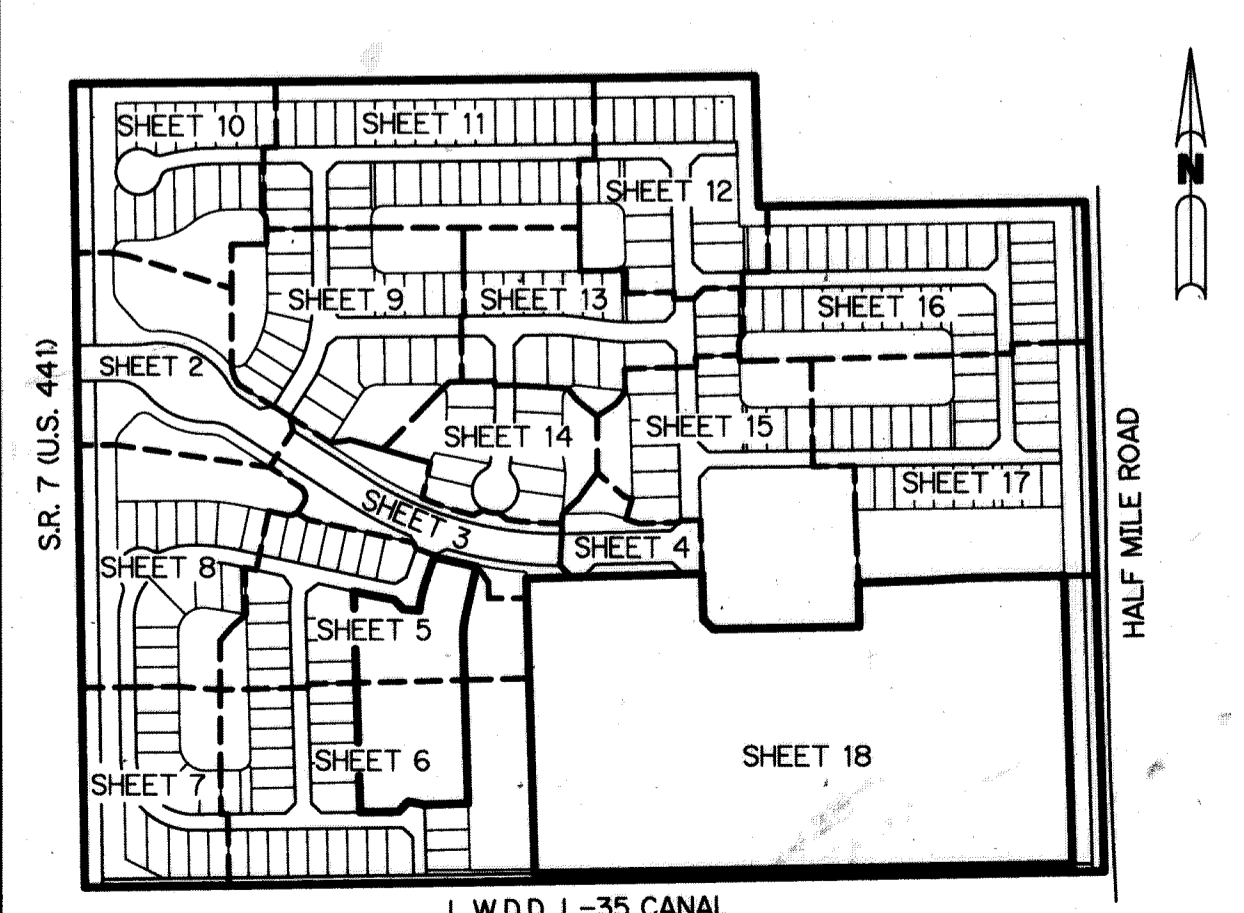 SHEET 10
SHEET 11
N
SHEET 12
SHEET 9
SHEET 13
SHEET 16
SHEET 2
S.R. 7 (U.S. 441)
SHEET 14
SHEET 15
SHEET 17
SHEET 3
SHEET 4
HALF MILE ROAD
SHEET 8
SHEET 5
SHEET 6
SHEET 18
SHEET 7
L.W.D.D. L-35 CANAL